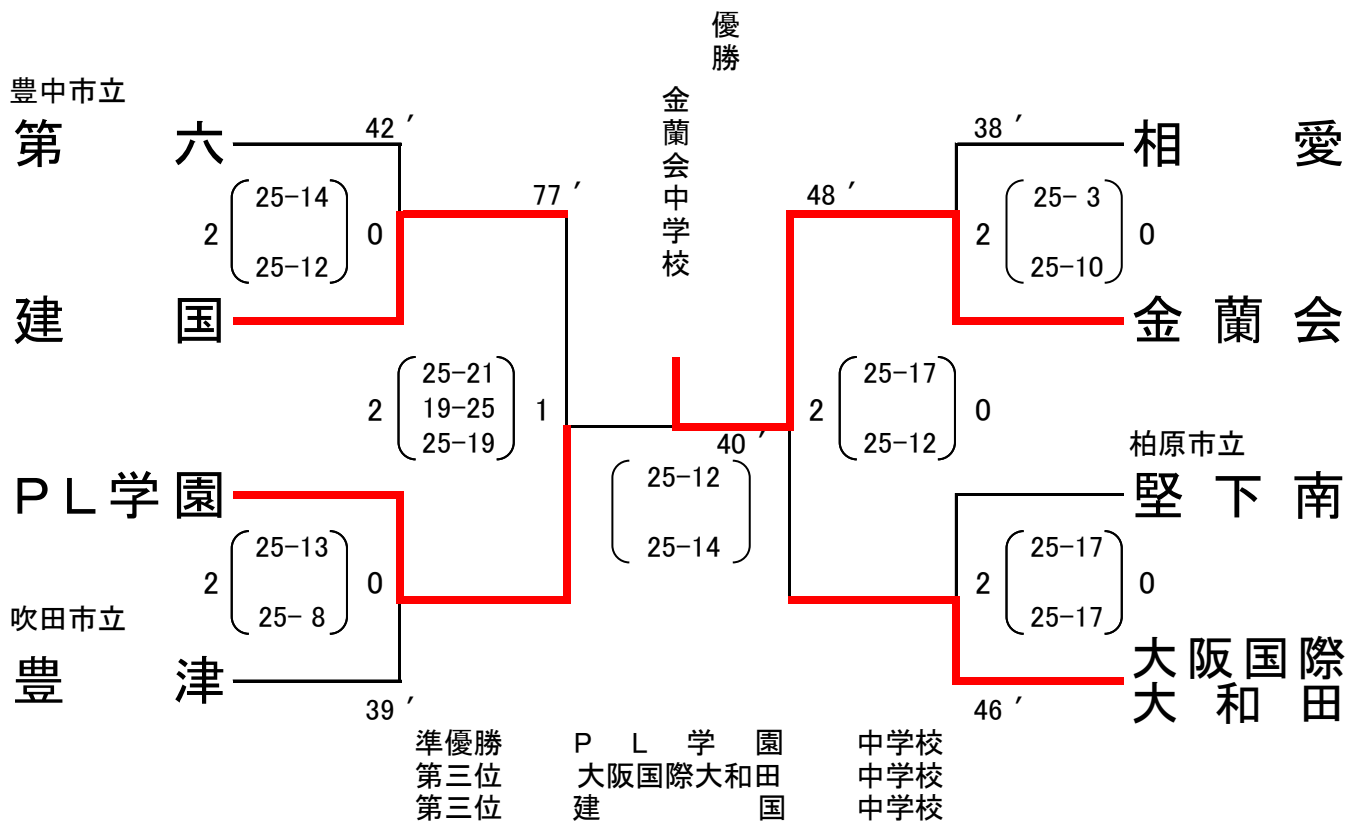 優勝
金蘭会中学校
豊中市立
第六
42′
25-14
2 0
25-12
建国
77′
25-21
2 19-25 1
25-19
PL学園
25-13
2 0
25- 8
吹田市立
豊津
39′
40′
25-12
25-14
38′
相愛
48′
25- 3
2 0
25-10
金蘭会
25-17
2 0
25-12
柏原市立
堅下南
25-17
2 0
25-17
大阪国際
大和田
46′
準優勝 PL学園 中学校
第三位 大阪国際大和田 中学校
第三位 建国 中学校